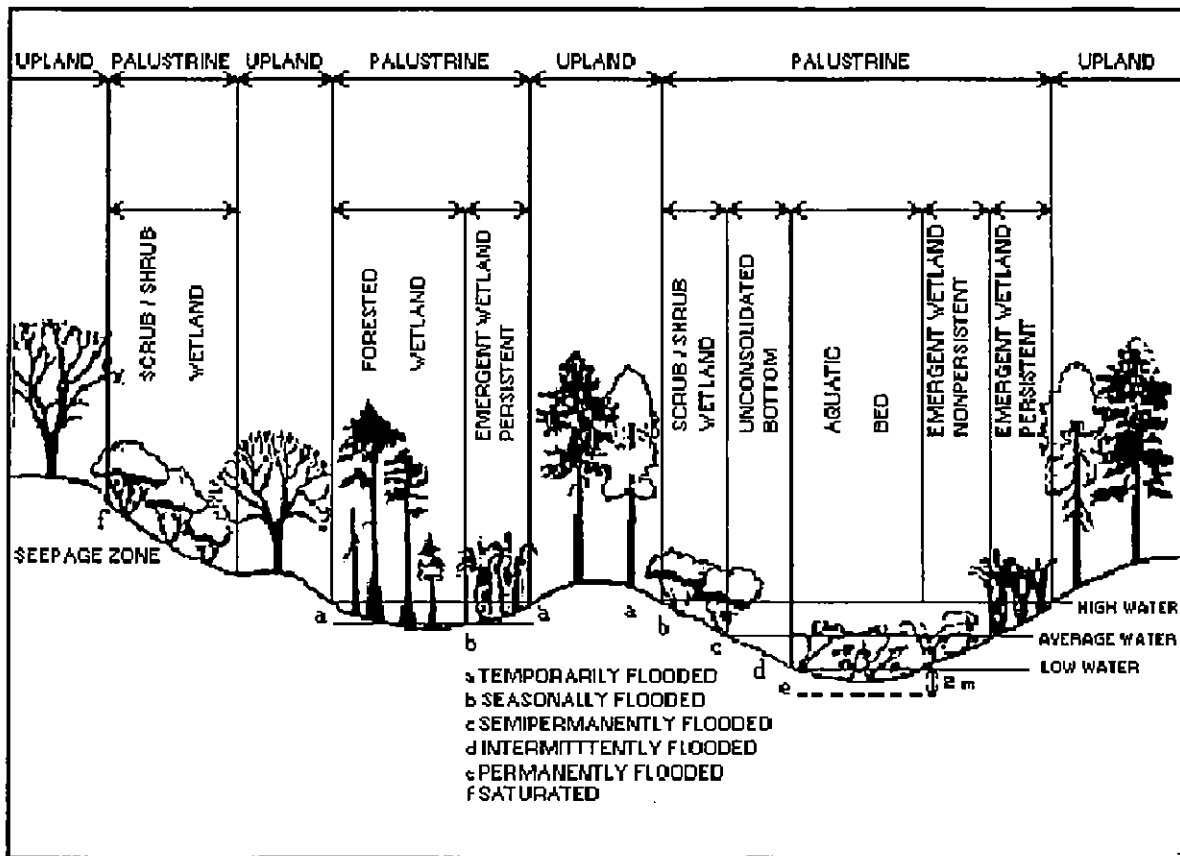 UPLAND PALUSTRINE UPLAND PALUSTRINE UPLAND PALUSTRINE UPLAND
SCRUB / SHRUB
WETLAND
FORESTED
WETLAND
EMERGENT WETLAND
PERSISTENT
SCRUB / SHRUB
WETLAND
UNCONSOLIDATED
BOTTOM
AQUATIC
BED
EMERGENT WETLAND
NONPERSISTENT
EMERGENT WETLAND
PERSISTENT
f
SEEPAGE ZONE
a
b
a
a
b
c
d
e
HIGH WATER
AVERAGE WATER
LOW WATER
2 m
a TEMPORARILY FLOODED
b SEASONALLY FLOODED
c SEMIPERMANENTLY FLOODED
d INTERMITTTENTLY FLOODED
e PERMANENTLY FLOODED
f SATURATED